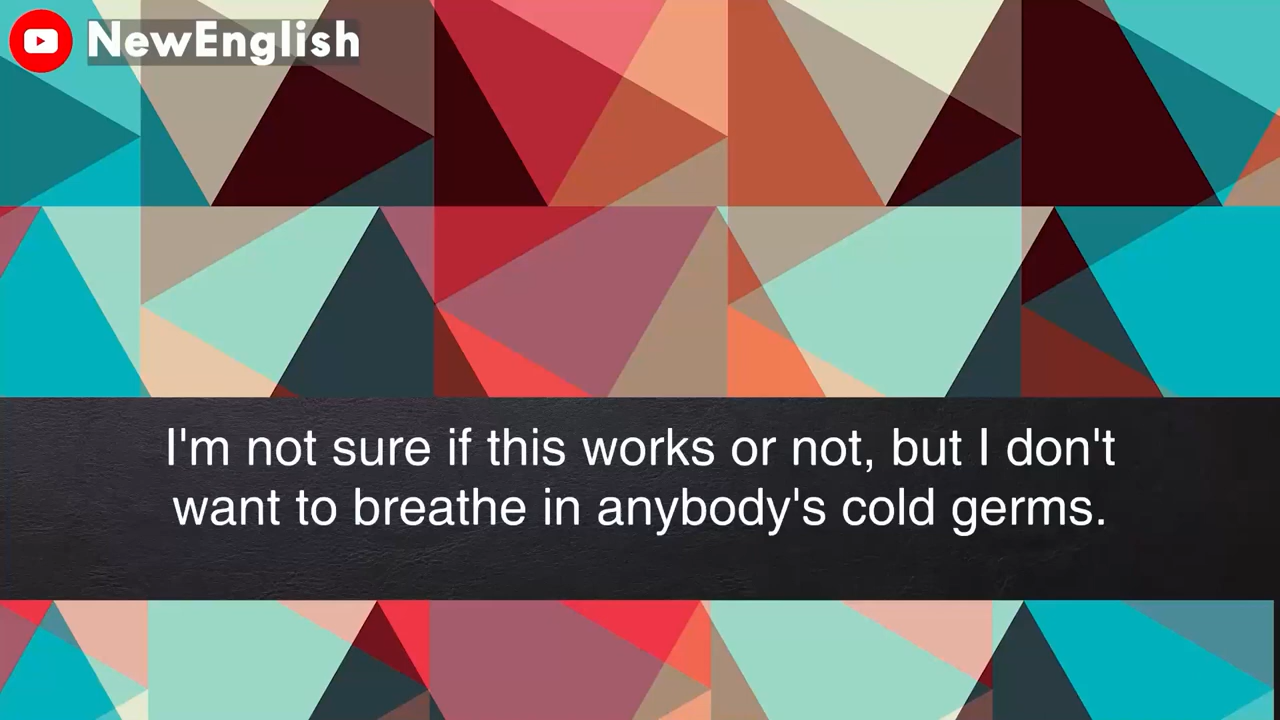 NewEnglish
I'm not sure if this works or not, but I don't
want to breathe in anybody's cold germs.